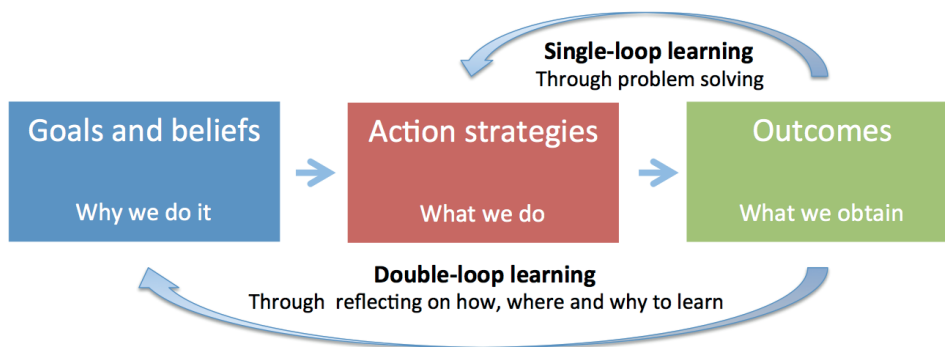 Single-loop learning
Through problem solving
Goals and beliefs
Why we do it
Action strategies
What we do
Outcomes
What we obtain
Double-loop learning
Through reflecting on how, where and why to learn